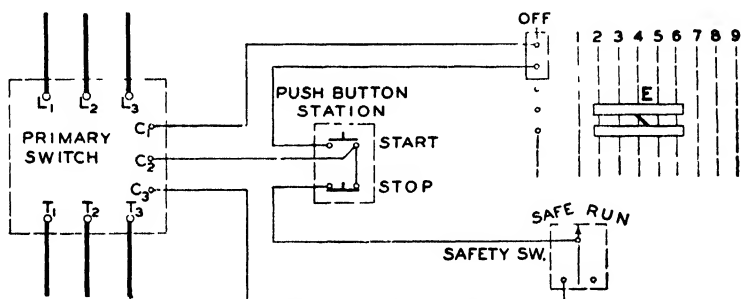 OFF
1 2 3 4 5 6 7 8 9
L1 L2 L3
PUSH BUTTON
STATION
E
PRIMARY
SWITCH
C1
C2
C3
START
STOP
T1 T2 T3
SAFE RUN
SAFETY SW.